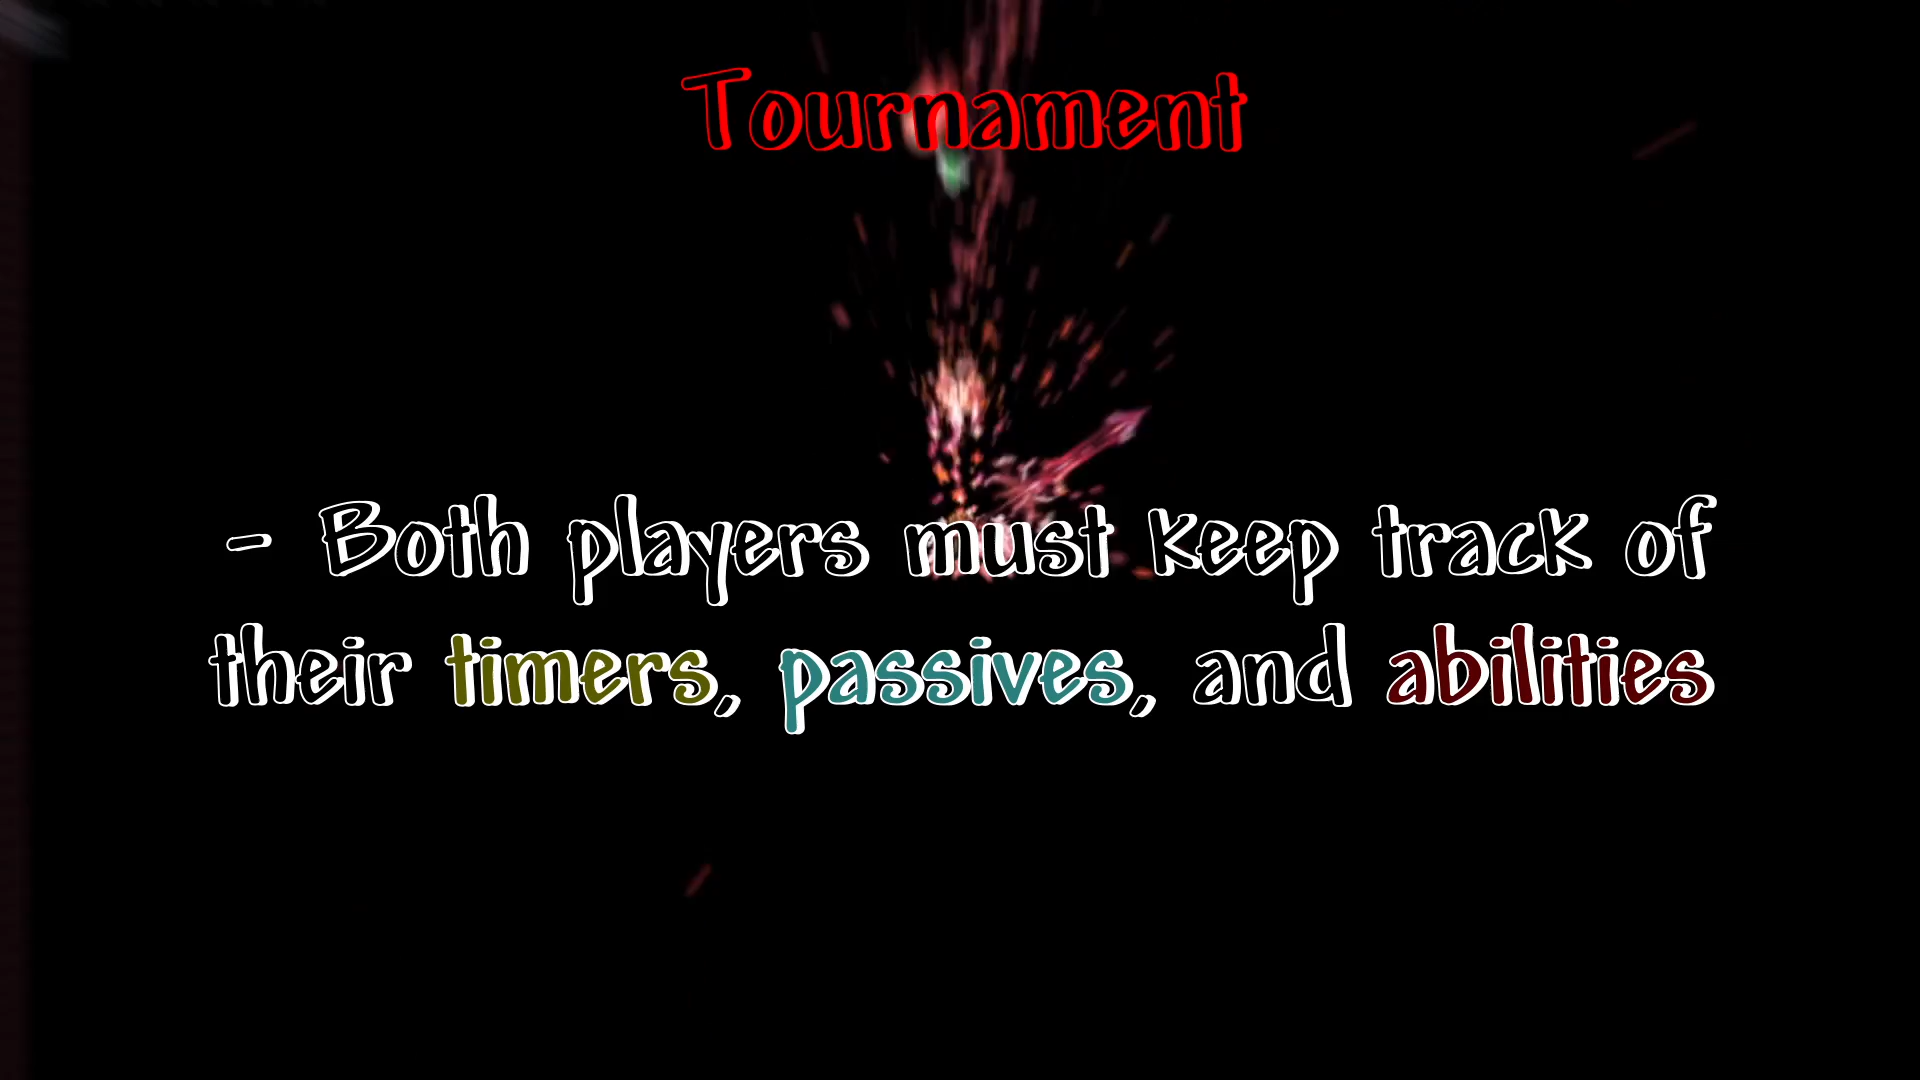 Tournament
- Both players must keep track of
their timers, passives, and abilities